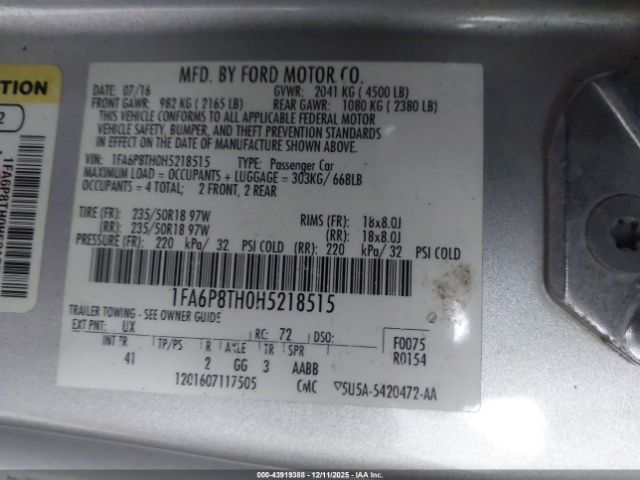 MFD. BY FORD MOTOR CO.
DATE: 07/16 GVWR: 2041 KG ( 4500 LB)
FRONT GAWR: 982 KG ( 2165 LB) REAR GAWR: 1080 KG ( 2380 LB)
THIS VEHICLE CONFORMS TO ALL APPLICABLE FEDERAL MOTOR
VEHICLE SAFETY, BUMPER, AND THEFT PREVENTION STANDARDS
IN EFFECT ON THE DATE OF MANUFACTURE SHOWN ABOVE.
VIN: 1FA6P8TH0H5218515 TYPE: Passenger Car
MAXIMUM LOAD = OCCUPANTS + LUGGAGE = 303KG/ 668LB
OCCUPANTS = 4 TOTAL; 2 FRONT, 2 REAR
TIRE (FR): 235/50R18 97W RIMS (FR): 18x8.0J
(RR): 235/50R18 97W (RR): 18x8.0J
PRESSURE (FR): 220 kPa/ 32 PSI COLD (RR): 220 kPa/ 32 PSI COLD
1FA6P8TH0H5218515
TRAILER TOWING - SEE OWNER GUIDE
EXT PNT: UX RC: 72 DSO: F0075
INT TR TP/PS R AXLE TR SPR R0154
41 2 GG 3 AABB
1201607117505 CMC ▽5U5A-5420472-AA
TION
2
© 2000-43919388 - 12/11/2025 - IAAI, Inc.